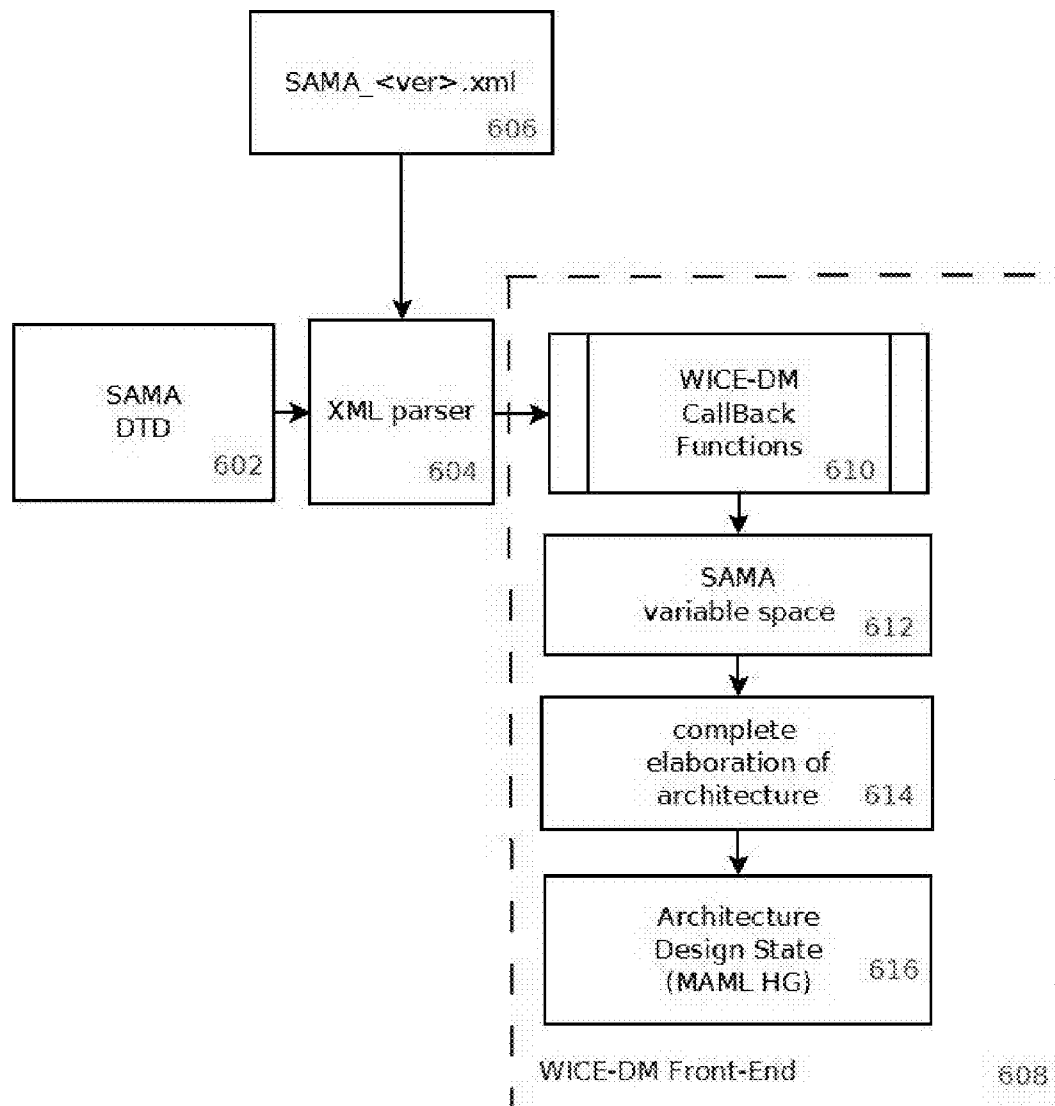 SAMA_<ver>.xml
606
SAMA
DTD
602
XML parser
604
WICE-DM
CallBack
Functions
610
SAMA
variable space
612
complete
elaboration of
architecture
614
Architecture
Design State
(MAML HG)
616
WICE-DM Front-End
608